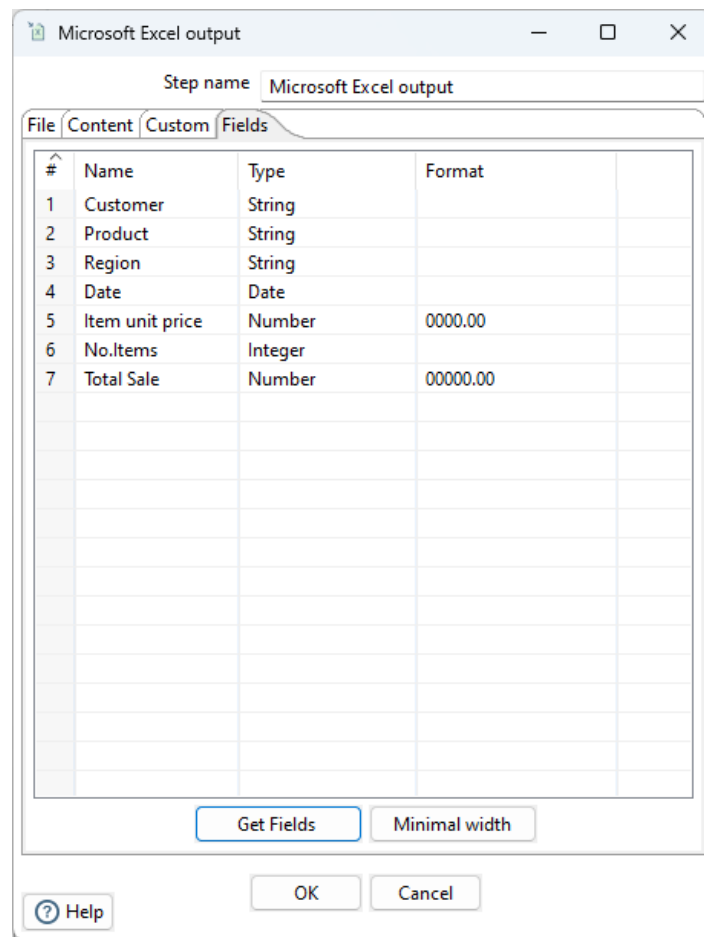 Microsoft Excel output
Step name Microsoft Excel output
File Content Custom Fields
# Name Type Format
1 Customer String
2 Product String
3 Region String
4 Date Date
5 Item unit price Number 0000.00
6 No.Items Integer
7 Total Sale Number 00000.00
Get Fields Minimal width
OK Cancel
? Help